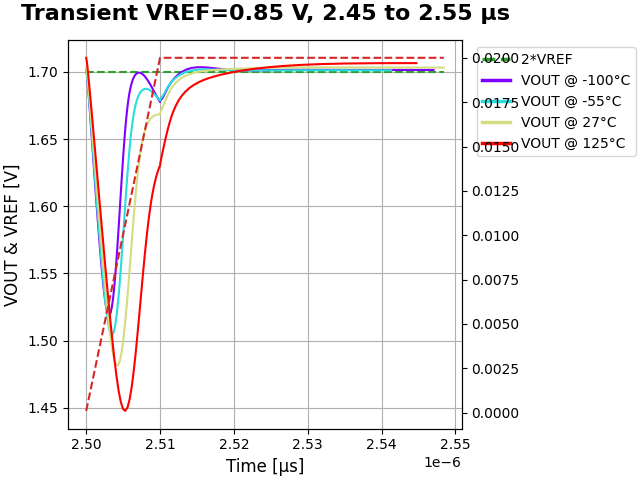 Transient VREF=0.85 V, 2.45 to 2.55 µs
VOUT & VREF [V]
1.70
1.65
1.60
1.55
1.50
1.45
2.50
2.51
2.52
2.53
2.54
2.55
1e−6
Time [µs]
0.0200
0.0175
0.0150
0.0125
0.0100
0.0075
0.0050
0.0025
0.0000
2*VREF
VOUT @ -100°C
VOUT @ -55°C
VOUT @ 27°C
VOUT @ 125°C